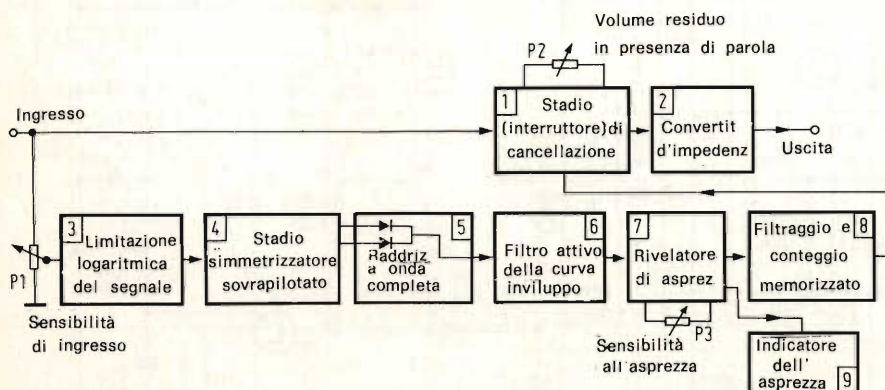 Volume residuo
in presenza di parola
P2
Ingresso
1
Stadio
(interruttore) di
cancellazione
2
Convertit
d'impedenz
Uscita
P1
Sensibilità
di ingresso
3
Limitazione
logaritmica
del segnale
4
Stadio
simmetrizzatore
sovrapilotato
5
Raddriz
a onda
completa
6
Filtro attivo
della curva
inviluppo
7
Rivelatore
di asprez
P3
Sensibilità
all'asprezza
8
Filtraggio e
conteggio
memorizzato
Indicatore
dell'
asprezza
9